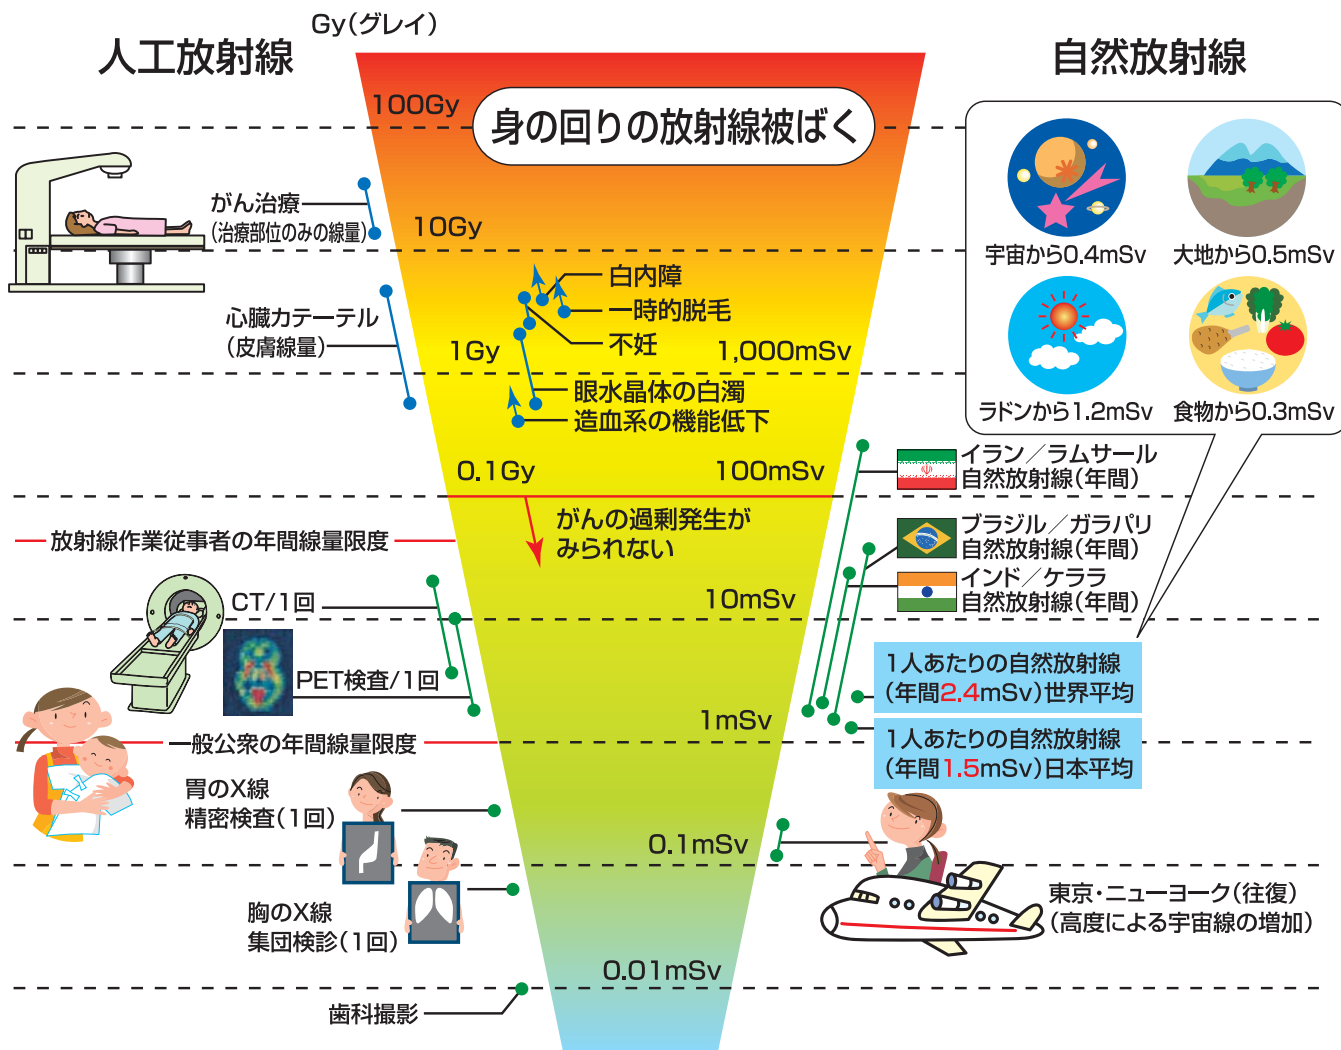 Gy(グレイ)
人工放射線
自然放射線
身の回りの放射線被ばく
100Gy
がん治療
(治療部位のみの線量)
10Gy
宇宙から0.4mSv
大地から0.5mSv
ラドンから1.2mSv
食物から0.3mSv
白内障
一時的脱毛
不妊
心臓カテーテル
(皮膚線量)
1Gy
1,000mSv
眼水晶体の白濁
造血系の機能低下
0.1Gy
100mSv
イラン／ラムサール
自然放射線(年間)
がんの過剰発生が
みられない
ブラジル／ガラパリ
自然放射線(年間)
放射線作業従事者の年間線量限度
インド／ケララ
自然放射線(年間)
CT/1回
10mSv
PET検査/1回
1人あたりの自然放射線
(年間2.4mSv)世界平均
1mSv
一般公衆の年間線量限度
1人あたりの自然放射線
(年間1.5mSv)日本平均
胃のX線
精密検査(1回)
0.1mSv
胸のX線
集団検診(1回)
東京・ニューヨーク(往復)
(高度による宇宙線の増加)
0.01mSv
歯科撮影